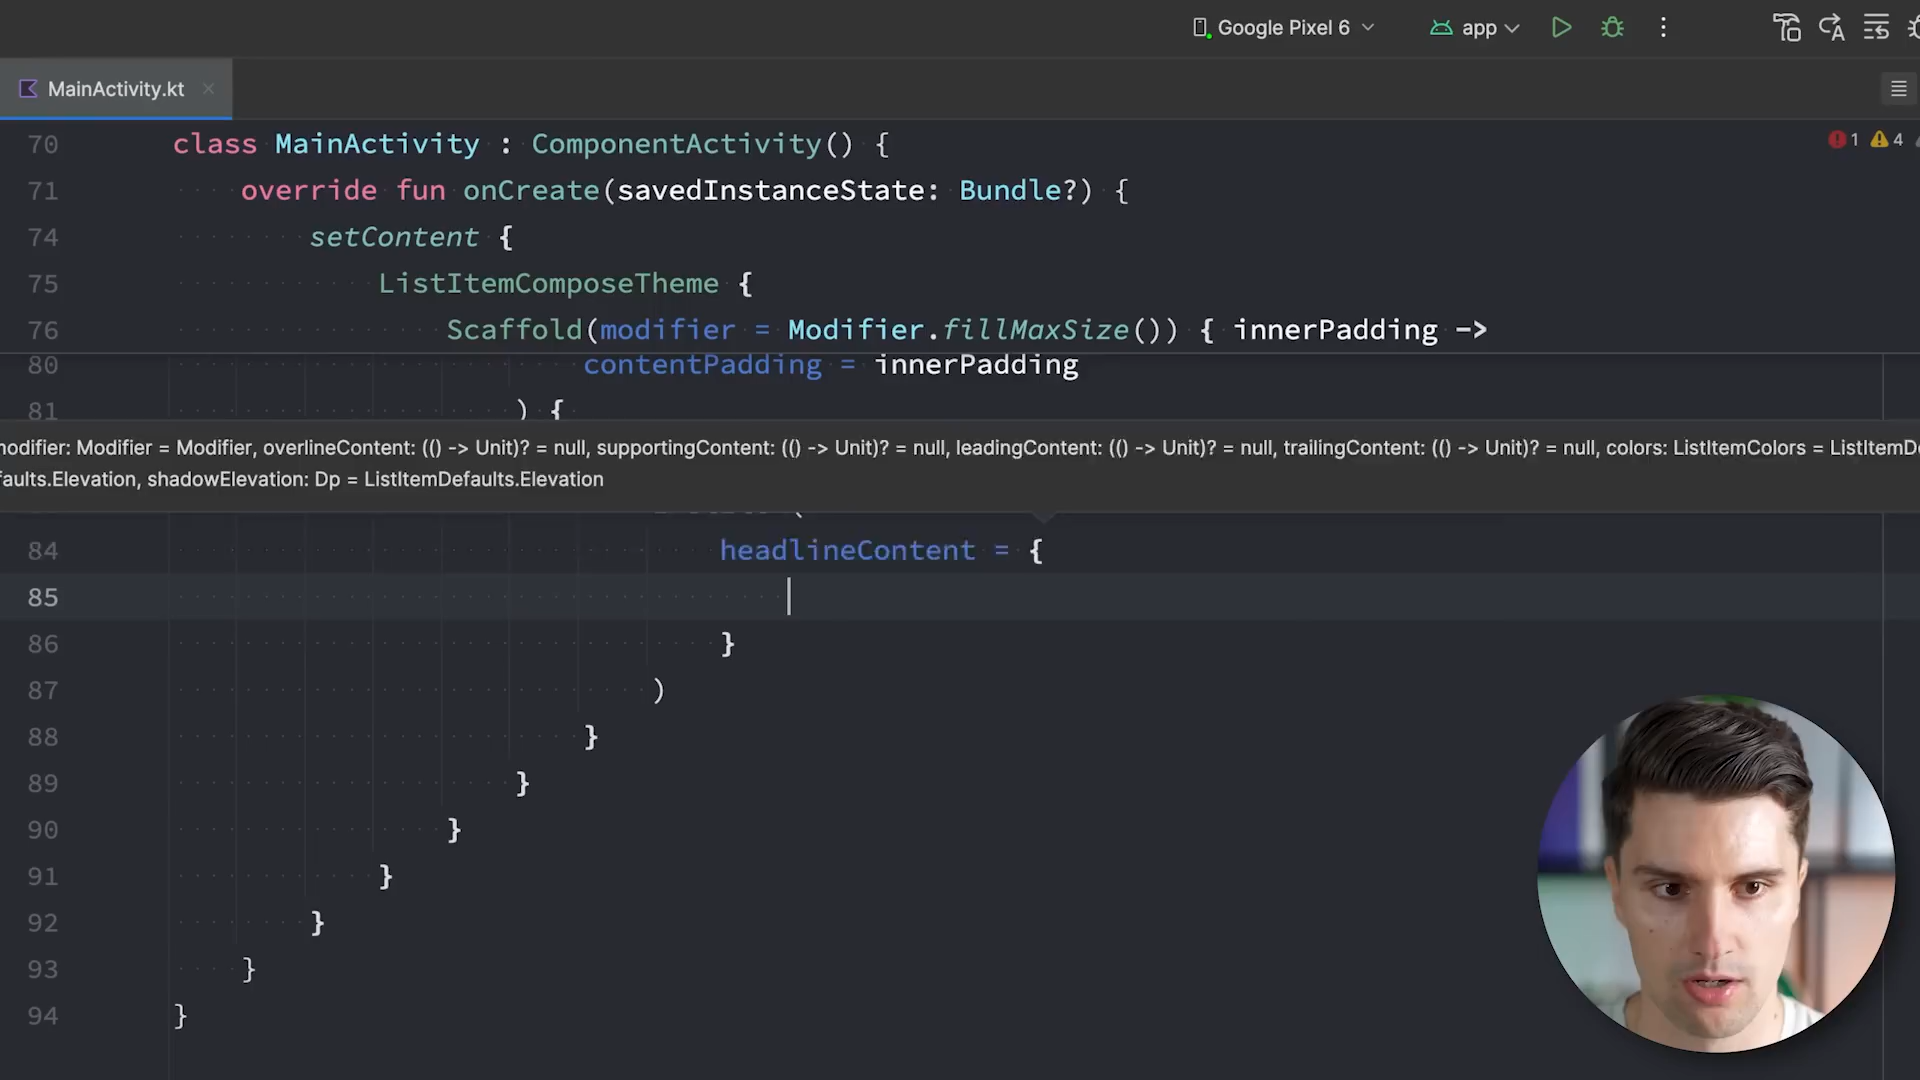 Google Pixel 6
app
MainActivity.kt
1 4
70 class MainActivity : ComponentActivity() {
71 override fun onCreate(savedInstanceState: Bundle?) {
74 setContent {
75 ListItemComposeTheme {
76 Scaffold(modifier = Modifier.fillMaxSize()) { innerPadding ->
80 contentPadding = innerPadding
81 ) {
modifier: Modifier = Modifier, overlineContent: (() -> Unit)? = null, supportingContent: (() -> Unit)? = null, leadingContent: (() -> Unit)? = null, trailingContent: (() -> Unit)? = null, colors: ListItemColors = ListItemDe
faults.Elevation, shadowElevation: Dp = ListItemDefaults.Elevation
84 headlineContent = {
85
86 }
87 )
88 }
89 }
90 }
91 }
92 }
93 }
94 }